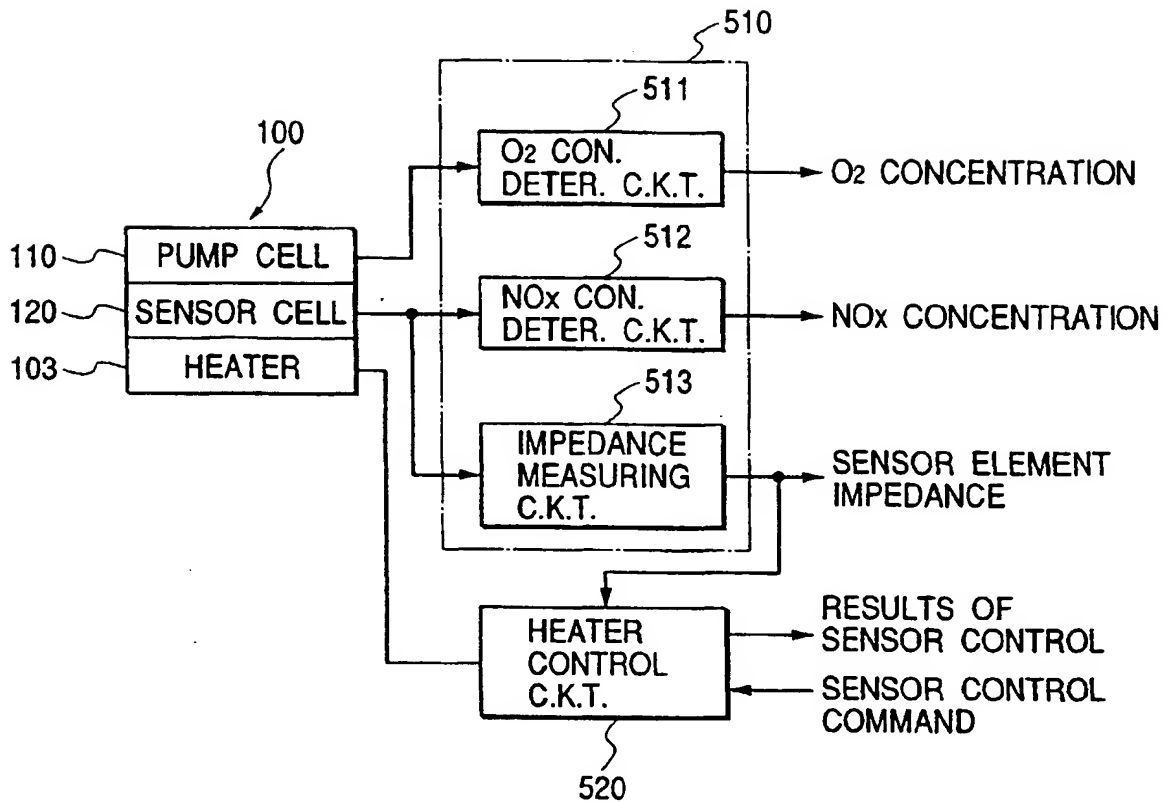 510
511
100
O2 CON.
DETER. C.K.T.
O2 CONCENTRATION
110
PUMP CELL
512
120
SENSOR CELL
NOx CON.
DETER. C.K.T.
NOx CONCENTRATION
103
HEATER
513
IMPEDANCE
MEASURING
C.K.T.
SENSOR ELEMENT
IMPEDANCE
HEATER
CONTROL
C.K.T.
RESULTS OF
SENSOR CONTROL
SENSOR CONTROL
COMMAND
520